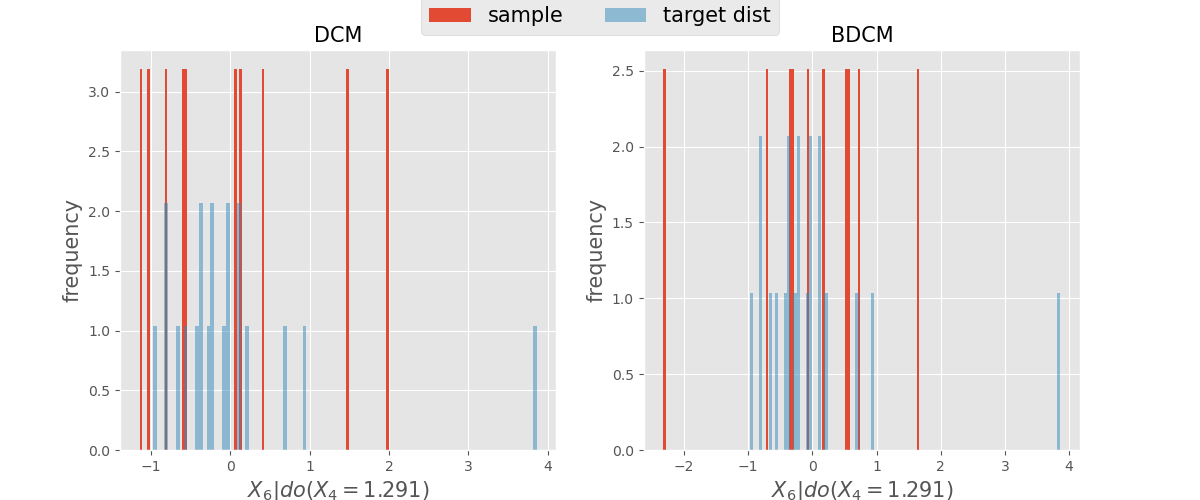 sample target dist
DCM
3.0
2.5
2.0
1.5
1.0
0.5
0.0
frequency
−1 0 1 2 3 4
X₆|do(X₄ = 1.291)
BDCM
2.5
2.0
1.5
1.0
0.5
0.0
frequency
−2 −1 0 1 2 3 4
X₆|do(X₄ = 1.291)